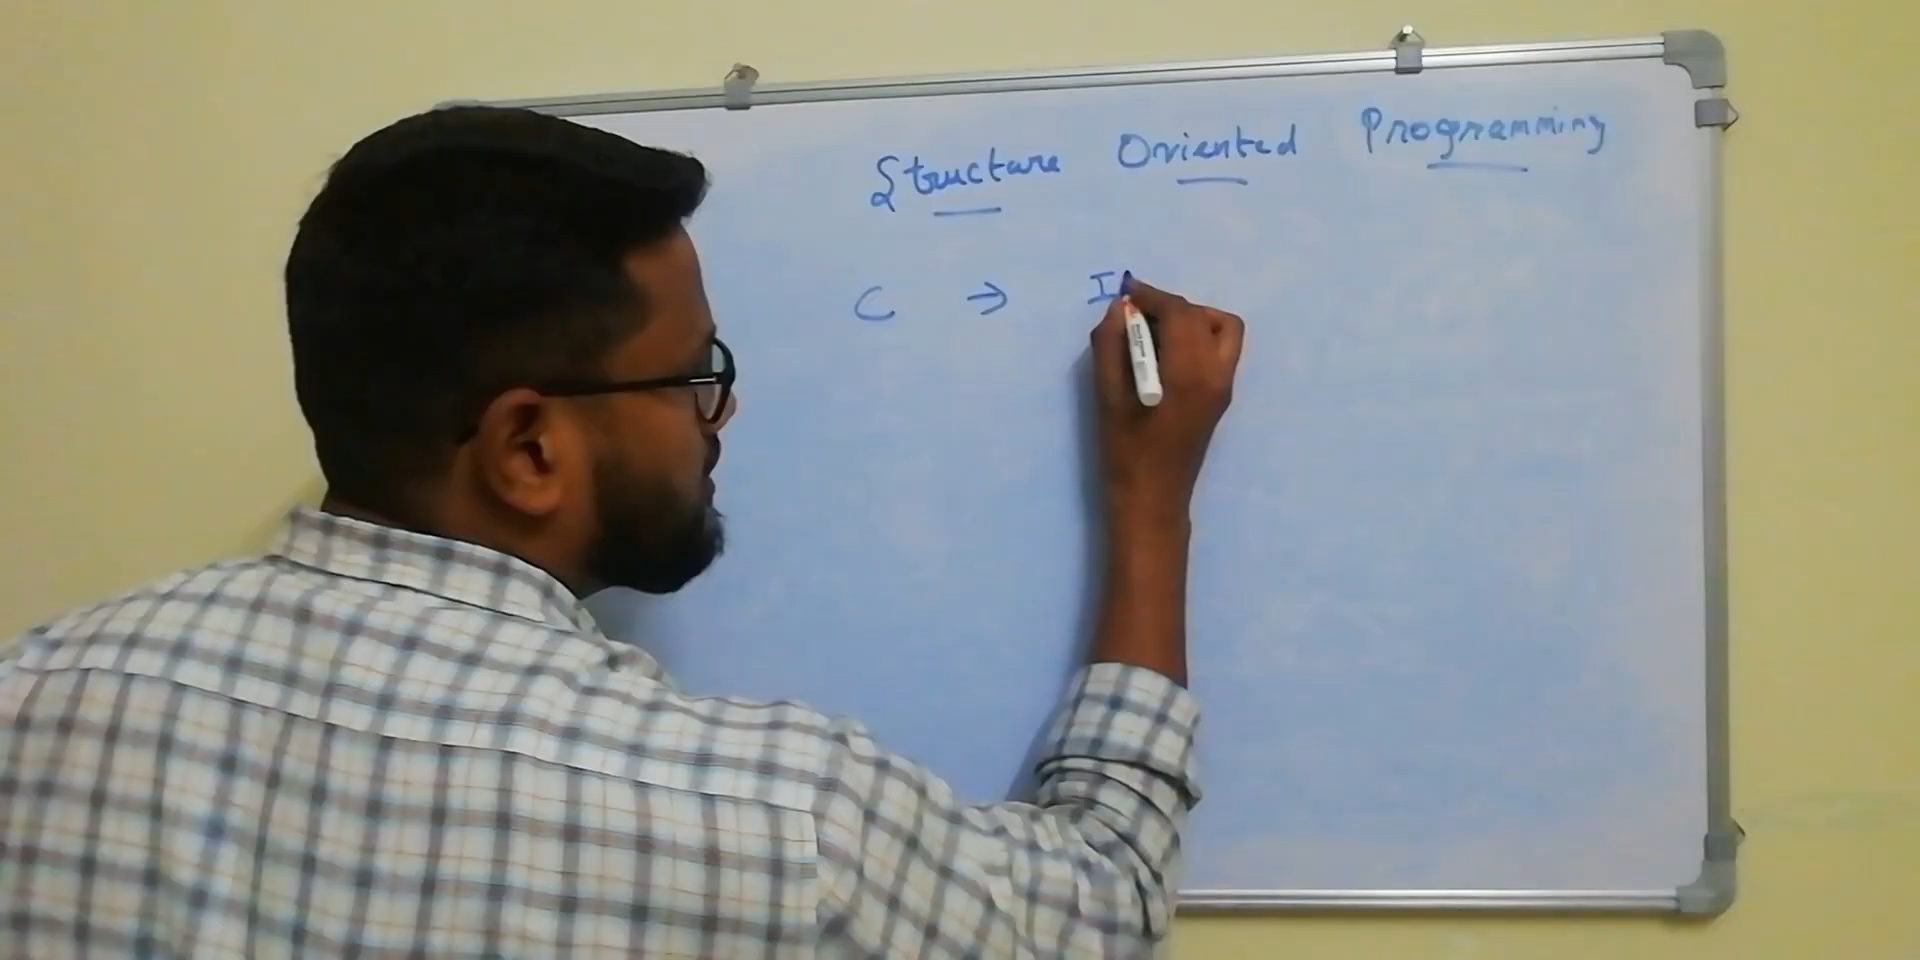 Structure Oriented Programming
C → I